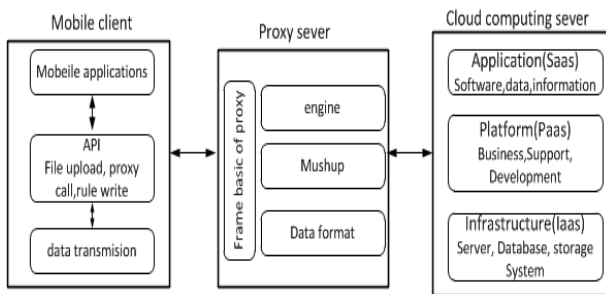 Mobile client
Mobeile applications
API
File upload, proxy
call,rule write
data transmision
Proxy sever
Frame basic of proxy
engine
Mushup
Data format
Cloud computing sever
Application(Saas)
Software,data,information
Platform(Paas)
Business,Support,
Development
Infrastructure(Iaas)
Server, Database, storage
System